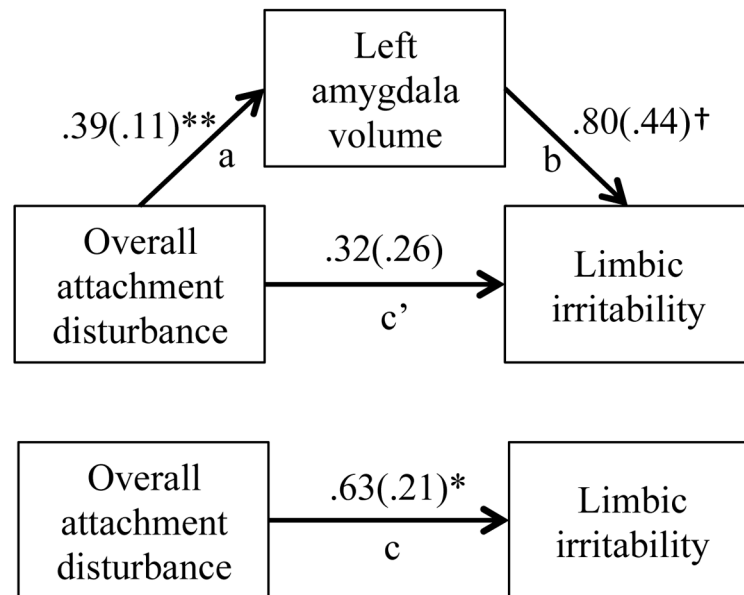 Left
amygdala
volume
.39(.11)**
a
.80(.44)†
b
Overall
attachment
disturbance
.32(.26)
c’
Limbic
irritability
Overall
attachment
disturbance
.63(.21)*
c
Limbic
irritability